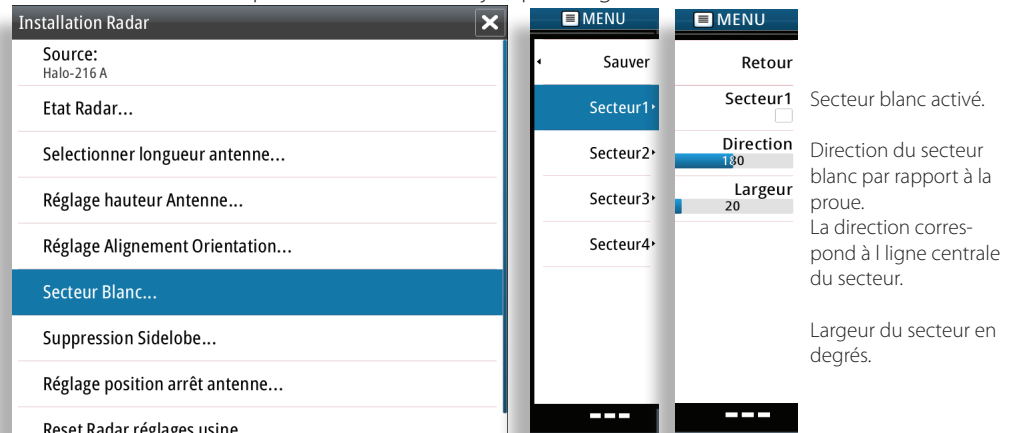 Installation Radar
Source:
Halo-216 A
Etat Radar...
Selectionner longueur antenne...
Réglage hauteur Antenne...
Réglage Alignement Orientation...
Secteur Blanc...
Suppression Sidelobe...
Réglage position arrêt antenne...
Reset Radar réglages usine
MENU
Sauver
Secteur1
Secteur2
Secteur3
Secteur4
MENU
Retour
Secteur1
Direction
180
Largeur
20
Secteur blanc activé.
Direction du secteur
blanc par rapport à la
proue.
La direction corres-
pond à l ligne centrale
du secteur.
Largeur du secteur en
degrés.